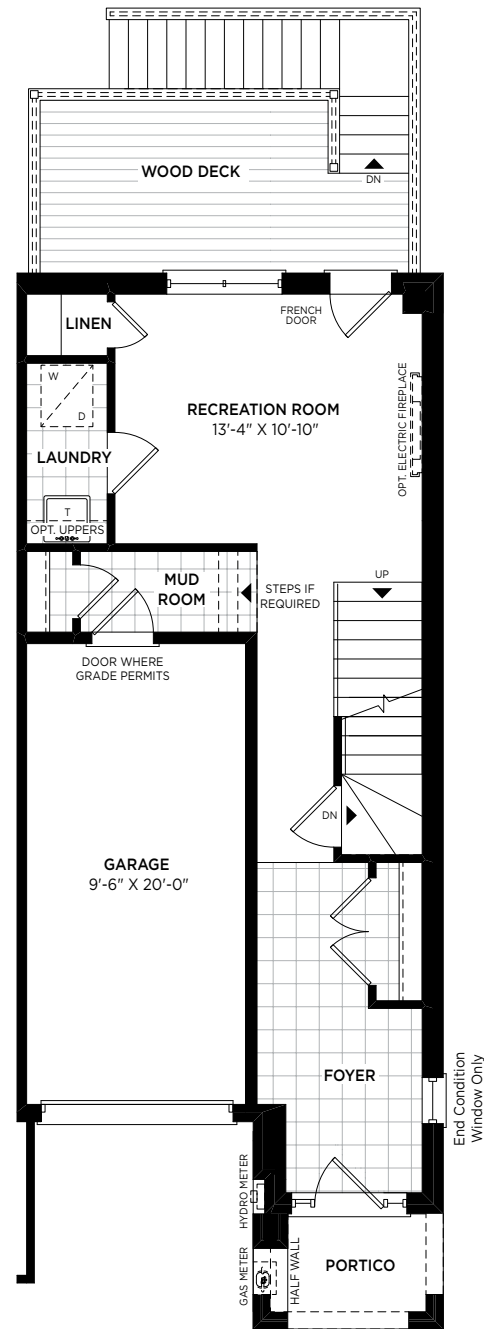 WOOD DECK
DN
FRENCH
DOOR
LINEN
W
D
RECREATION ROOM
13'-4" X 10'-10"
OPT. ELECTRIC FIREPLACE
LAUNDRY
T
OPT. UPPERS
MUD
ROOM
STEPS IF
REQUIRED
UP
DOOR WHERE
GRADE PERMITS
DN
GARAGE
9'-6" X 20'-0"
FOYER
End Condition
Window Only
HYDRO METER
GAS METER
HALF WALL
PORTICO